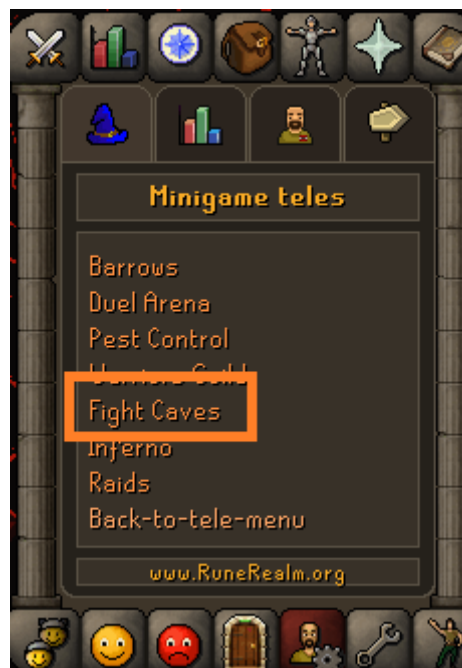 Minigame teles
Barrows
Duel Arena
Pest Control
Fight Caves
Inferno
Raids
Back-to-tele-menu
www.RuneRealm.org